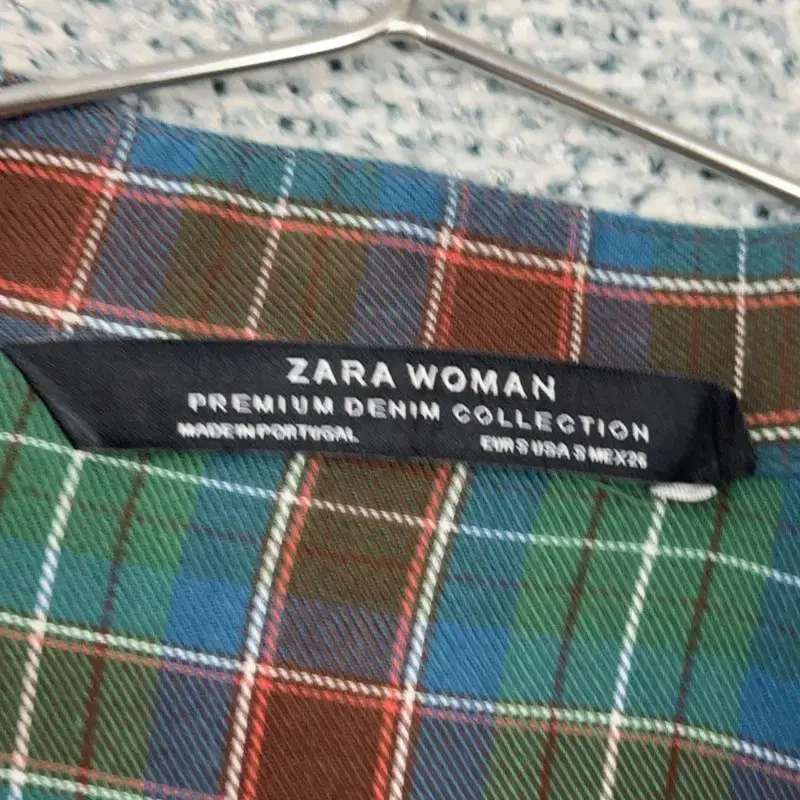 ZARA WOMAN
PREMIUM DENIM COLLECTION
MADE IN PORTUGAL EUR S USA S MEX 26